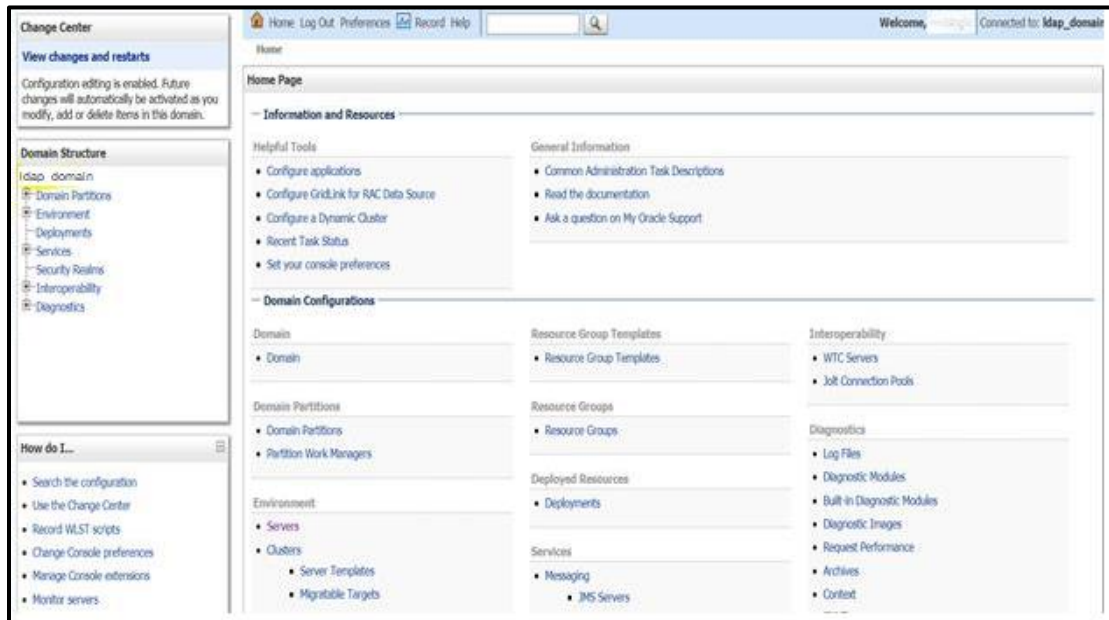 Change Center
View changes and restarts
Configuration editing is enabled. Future
changes will automatically be activated as you
modify, add or delete items in this domain.
Domain Structure
ldap_domain
Domain Partitions
Environment
Deployments
Services
Security Realms
Interoperability
Diagnostics
How do I...
Search the configuration
Use the Change Center
Record WLST scripts
Change Console preferences
Manage Console extensions
Monitor servers
Home Log Out Preferences Record Help
Welcome, Connected to: ldap_domain
Home
Home Page
Information and Resources
Helpful Tools
Configure applications
Configure GridLink for RAC Data Source
Configure a Dynamic Cluster
Recent Task Status
Set your console preferences
General Information
Common Administration Task Descriptions
Read the documentation
Ask a question on My Oracle Support
Domain Configurations
Domain
Domain
Domain Partitions
Domain Partitions
Partition Work Managers
Environment
Servers
Clusters
Server Templates
Migratable Targets
Resource Group Templates
Resource Group Templates
Resource Groups
Resource Groups
Deployed Resources
Deployments
Services
Messaging
JMS Servers
Interoperability
WTC Servers
Jolt Connection Pools
Diagnostics
Log Files
Diagnostic Modules
Built-in Diagnostic Modules
Diagnostic Images
Request Performance
Archives
Context